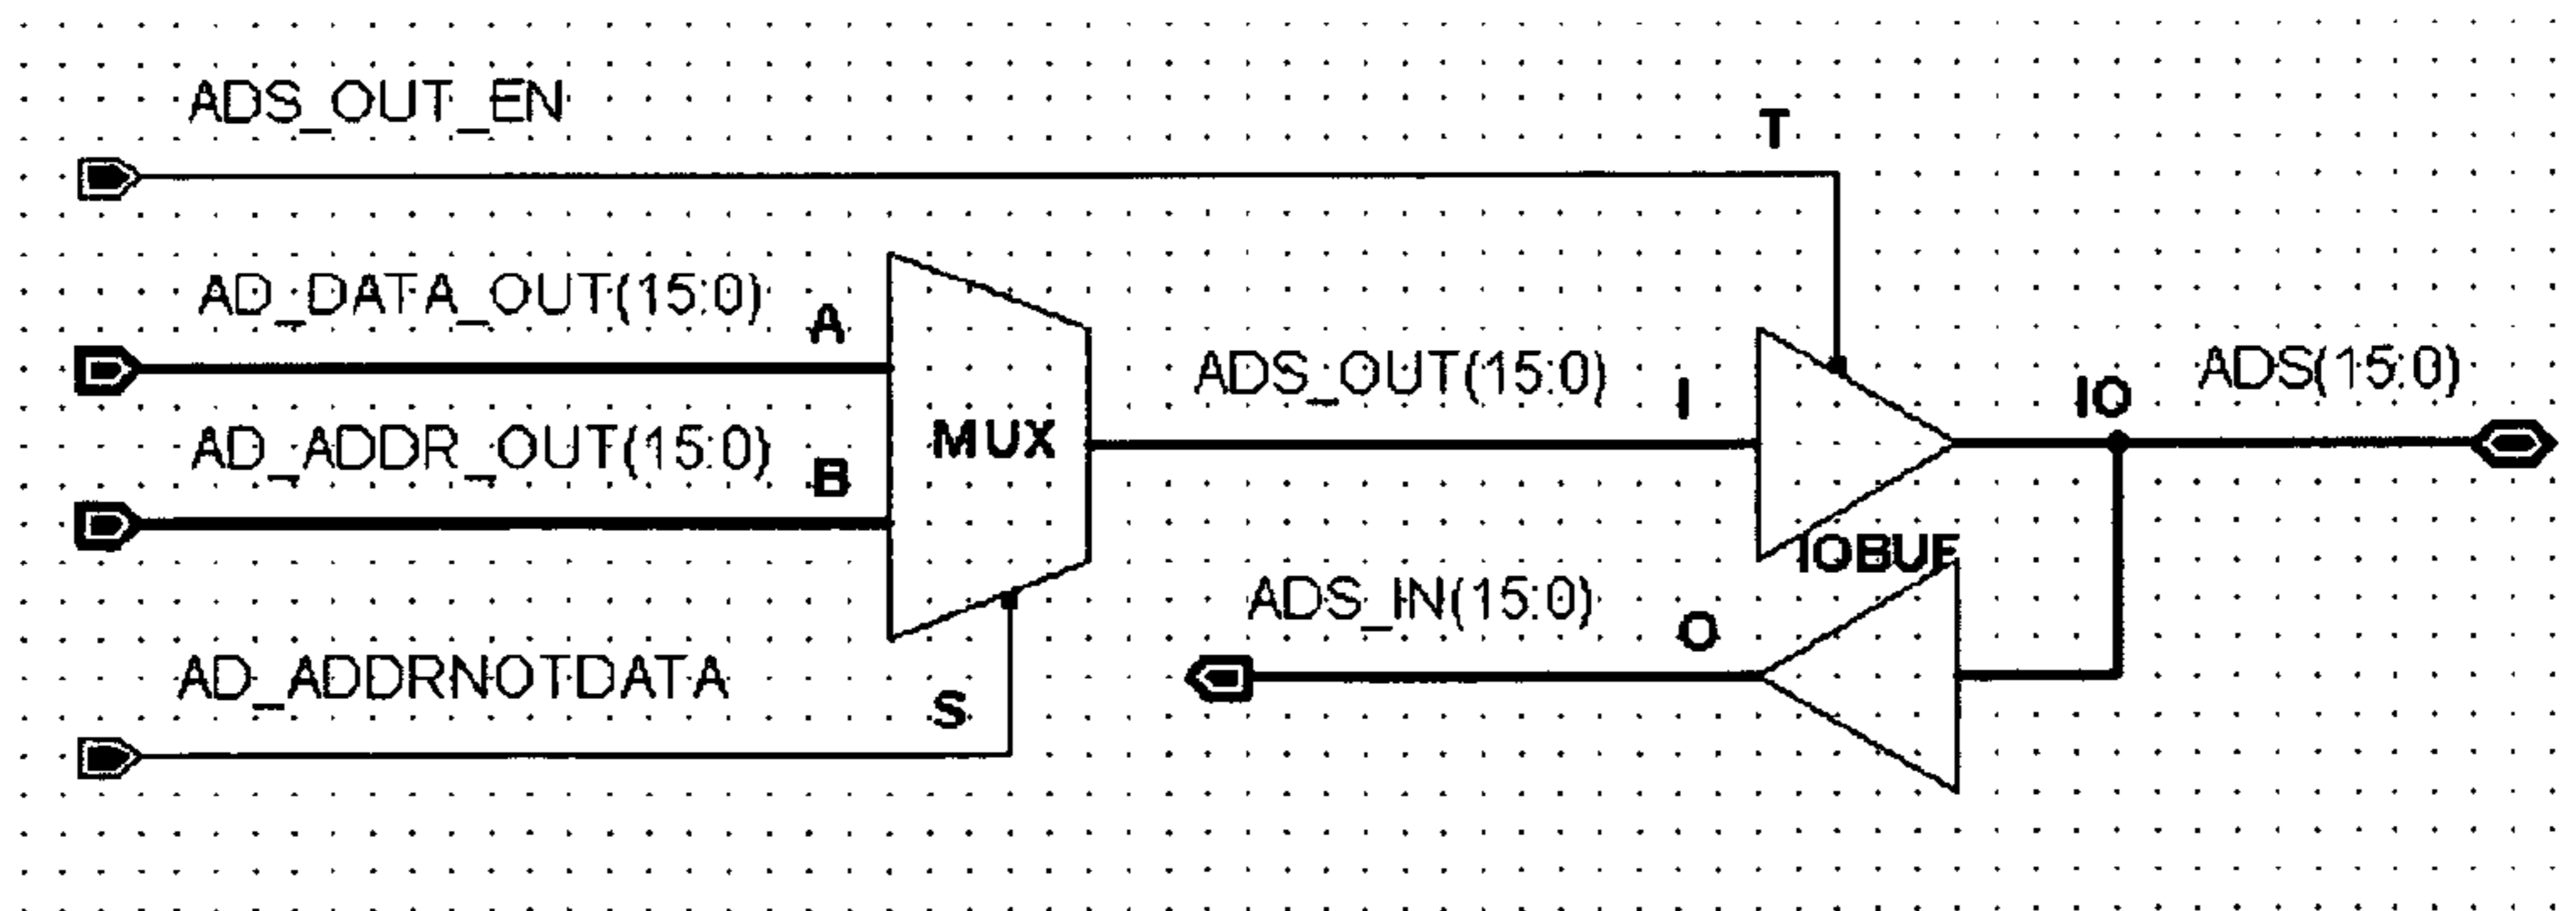 ADS_OUT_EN
T
AD_DATA_OUT(15:0)
A
ADS_OUT(15:0)
I
IO
ADS(15:0)
AD_ADDR_OUT(15:0)
B
MUX
IOBUF
ADS_IN(15:0)
O
AD_ADDRNOTDATA
S